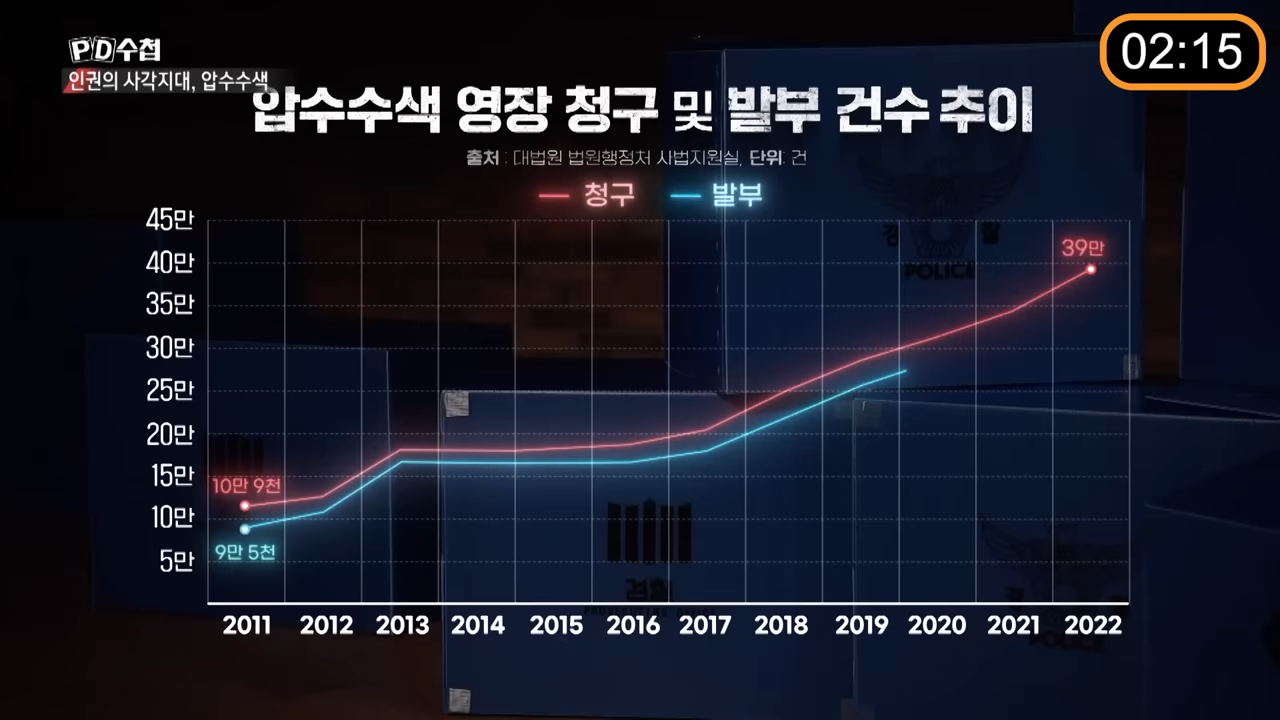 PD수첩
02:15
인권의 사각지대, 압수수색
압수수색 영장 청구 및 발부 건수 추이
출처 : 대법원 법원행정처 사법지원실, 단위: 건
청구 발부
45만
40만
35만
30만
25만
20만
15만
10만
5만
39만
10만 9천
9만 5천
2011 2012 2013 2014 2015 2016 2017 2018 2019 2020 2021 2022
POLICE
검찰